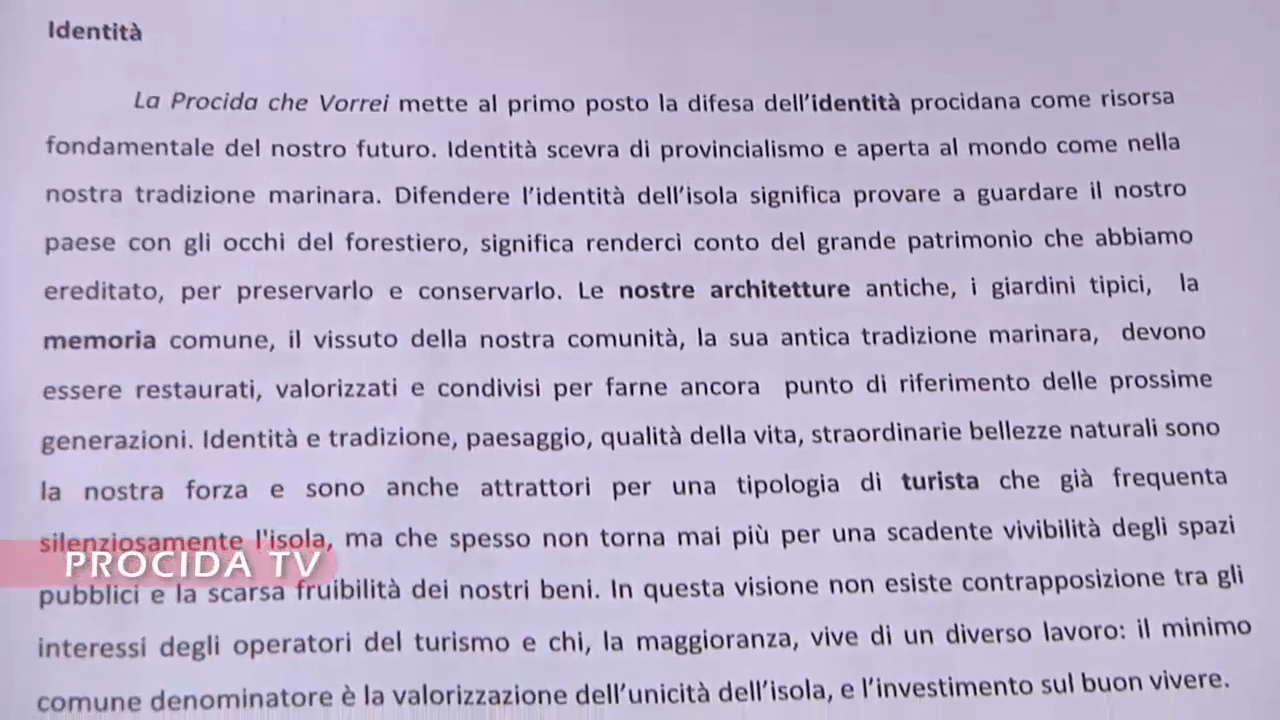 Identità
La Procida che Vorrei mette al primo posto la difesa dell'identità procidana come risorsa
fondamentale del nostro futuro. Identità scevra di provincialismo e aperta al mondo come nella
nostra tradizione marinara. Difendere l'identità dell'isola significa provare a guardare il nostro
paese con gli occhi del forestiero, significa renderci conto del grande patrimonio che abbiamo
ereditato, per preservarlo e conservarlo. Le nostre architetture antiche, i giardini tipici, la
memoria comune, il vissuto della nostra comunità, la sua antica tradizione marinara, devono
essere restaurati, valorizzati e condivisi per farne ancora punto di riferimento delle prossime
generazioni. Identità e tradizione, paesaggio, qualità della vita, straordinarie bellezze naturali sono
la nostra forza e sono anche attrattori per una tipologia di turista che già frequenta
silenziosamente l'isola, ma che spesso non torna mai più per una scadente vivibilità degli spazi
PROCIDA TV
pubblici e la scarsa fruibilità dei nostri beni. In questa visione non esiste contrapposizione tra gli
interessi degli operatori del turismo e chi, la maggioranza, vive di un diverso lavoro: il minimo
comune denominatore è la valorizzazione dell'unicità dell'isola, e l'investimento sul buon vivere.